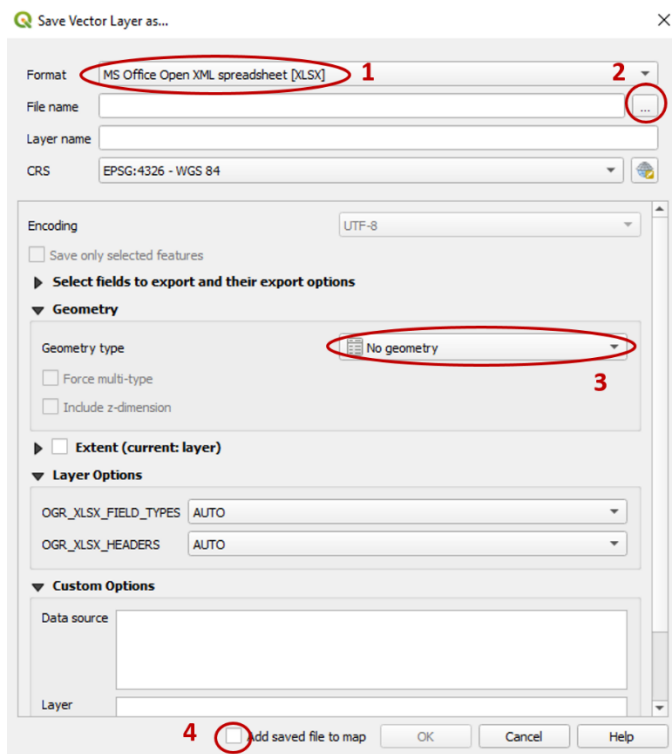 Save Vector Layer as...
Format MS Office Open XML spreadsheet [XLSX] 1 2
File name ...
Layer name
CRS EPSG:4326 - WGS 84
Encoding UTF-8
Save only selected features
Select fields to export and their export options
Geometry
Geometry type No geometry
Force multi-type 3
Include z-dimension
Extent (current: layer)
Layer Options
OGR_XLSX_FIELD_TYPES AUTO
OGR_XLSX_HEADERS AUTO
Custom Options
Data source
Layer
4 Add saved file to map OK Cancel Help